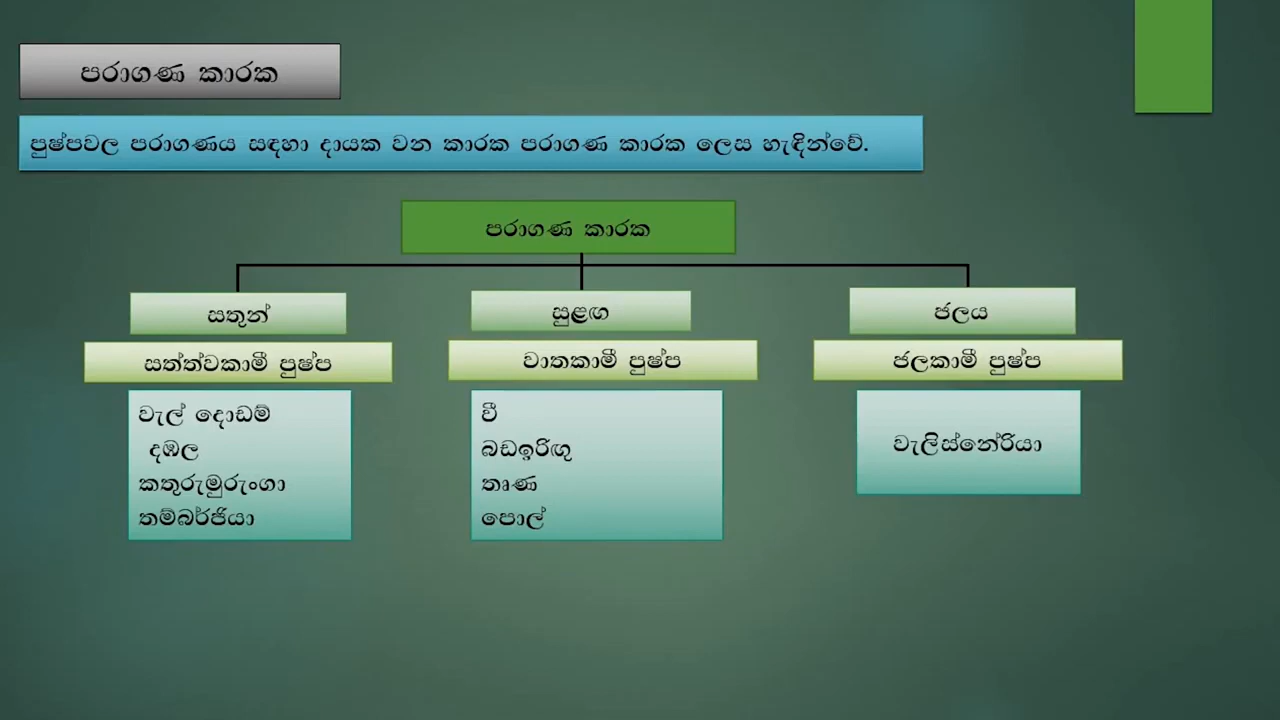 පරාගණ කාරක
පුෂ්පවල පරාගණය සඳහා දායක වන කාරක පරාගණ කාරක ලෙස හැඳින්වේ.
පරාගණ කාරක
සතුන්
සත්ත්වකාමී පුෂ්ප
වැල් දොඩම්
දඹල
කතුරුමුරුංගා
තම්බර්ජියා
සුළඟ
වාතකාමී පුෂ්ප
වී
බඩඉරිඟු
තෘණ
පොල්
ජලය
ජලකාමී පුෂ්ප
වැලිස්නේරියා